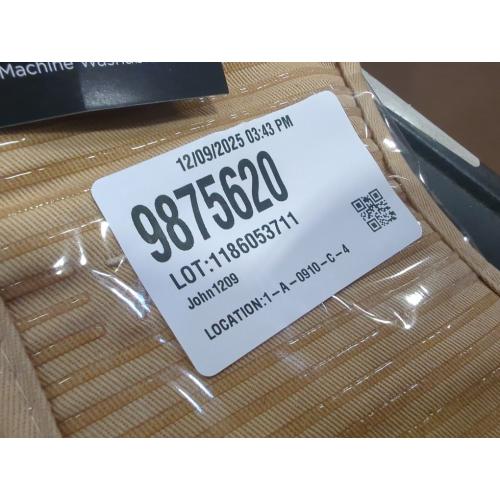 Machine Washab
12/09/2025 03:43 PM
9875620
LOT:1186053711
John1209
LOCATION:1-A-0910-C-4